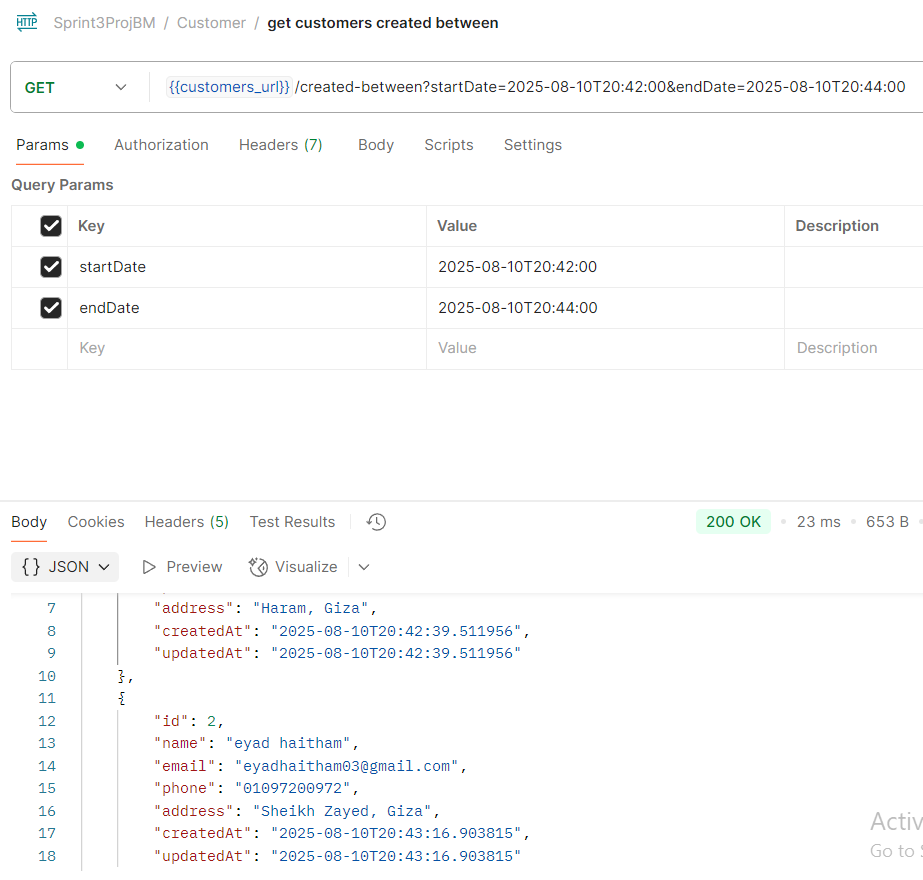 HTTP Sprint3ProjBM / Customer / get customers created between
GET {{customers_url}} /created-between?startDate=2025-08-10T20:42:00&endDate=2025-08-10T20:44:00
Params Authorization Headers (7) Body Scripts Settings
Query Params
Key Value Description
startDate 2025-08-10T20:42:00
endDate 2025-08-10T20:44:00
Key Value Description
Body Cookies Headers (5) Test Results 200 OK 23 ms 653 B
{} JSON Preview Visualize
7 "address": "Haram, Giza",
8 "createdAt": "2025-08-10T20:42:39.511956",
9 "updatedAt": "2025-08-10T20:42:39.511956"
10 },
11 {
12 "id": 2,
13 "name": "eyad haitham",
14 "email": "eyadhaitham03@gmail.com",
15 "phone": "01097200972",
16 "address": "Sheikh Zayed, Giza",
17 "createdAt": "2025-08-10T20:43:16.903815",
18 "updatedAt": "2025-08-10T20:43:16.903815"
Activ
Go to S